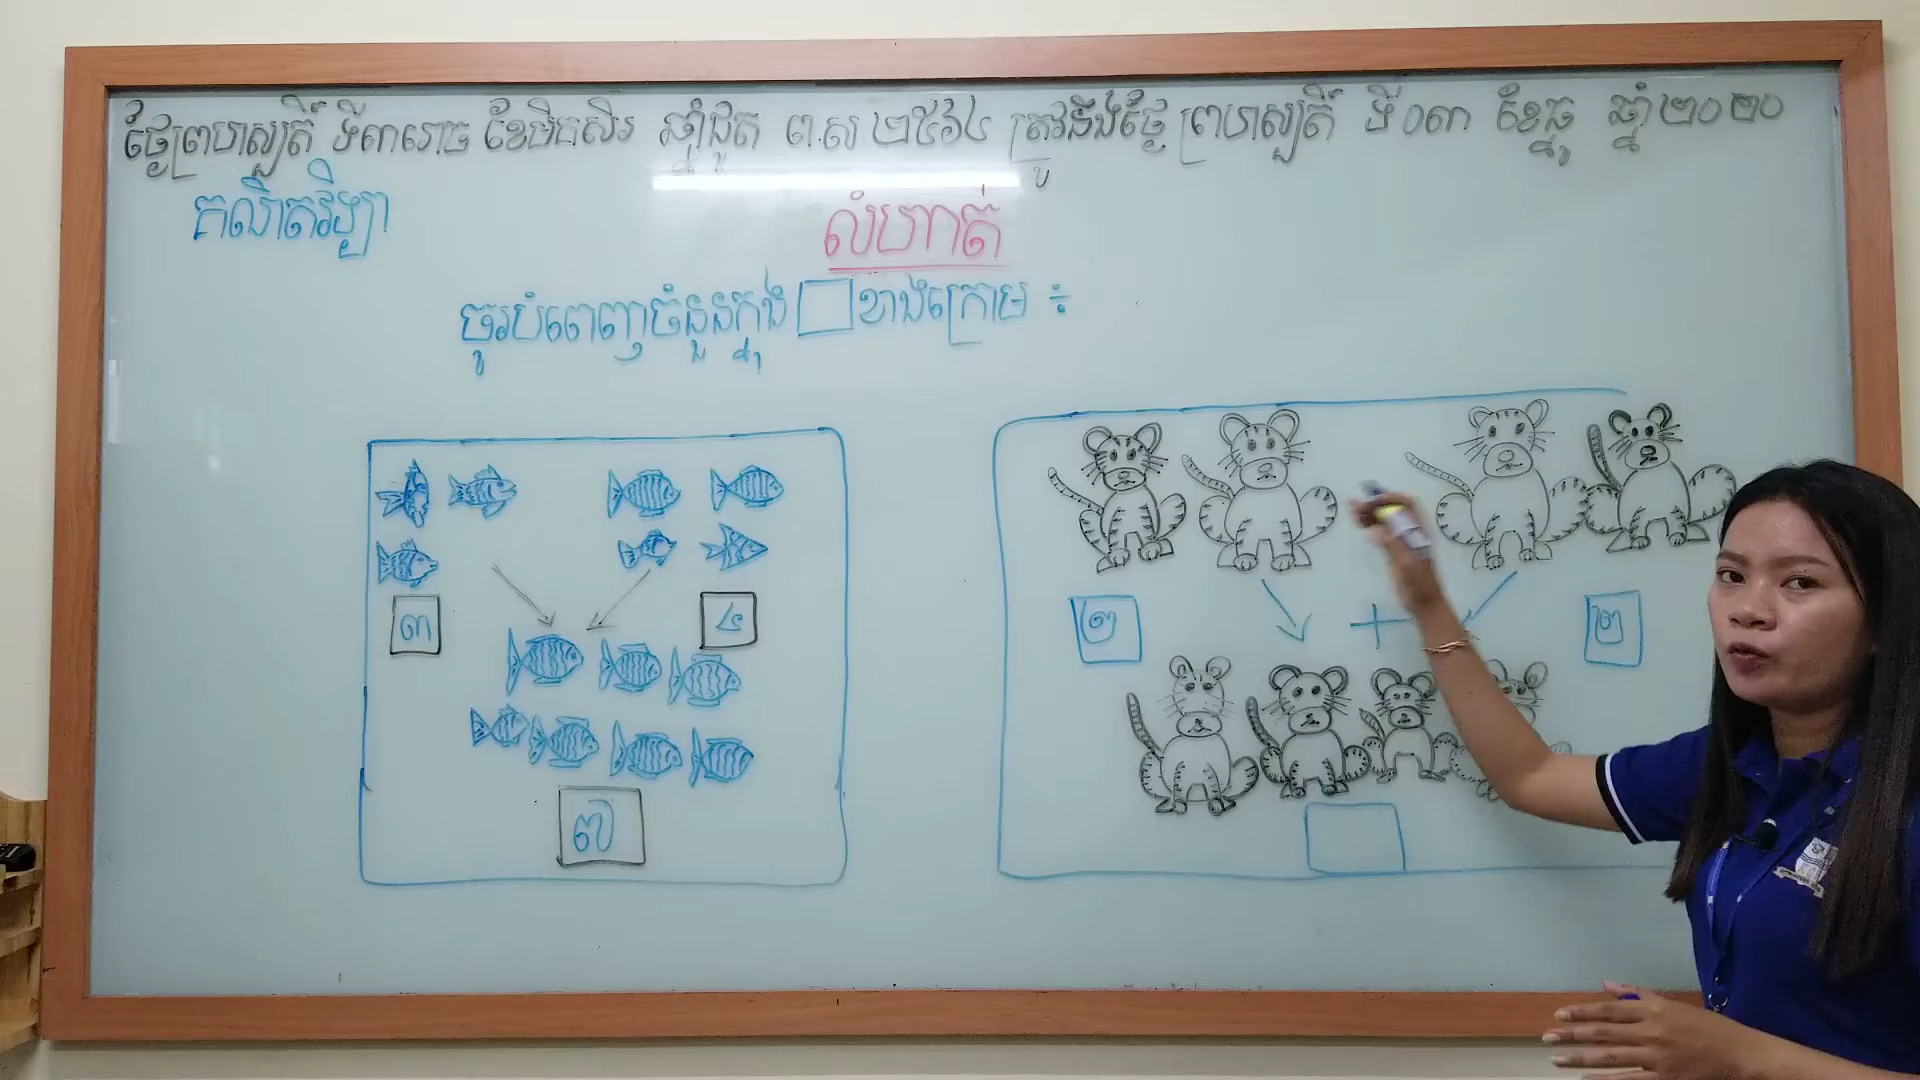 ថ្ងៃព្រហស្បតិ៍ ទី៣រោច ខែមិគសិរ ឆ្នាំជូត ព.ស ២៥៦៤ ត្រូវនឹងថ្ងៃ ព្រហស្បតិ៍ ទី០៣ ខែធ្នូ ឆ្នាំ២០២០
គណិតវិទ្យា
លំហាត់
ចូរបំពេញចំនួនក្នុង □ ខាងក្រោម ÷
៣ ៤
២ + ២
៧